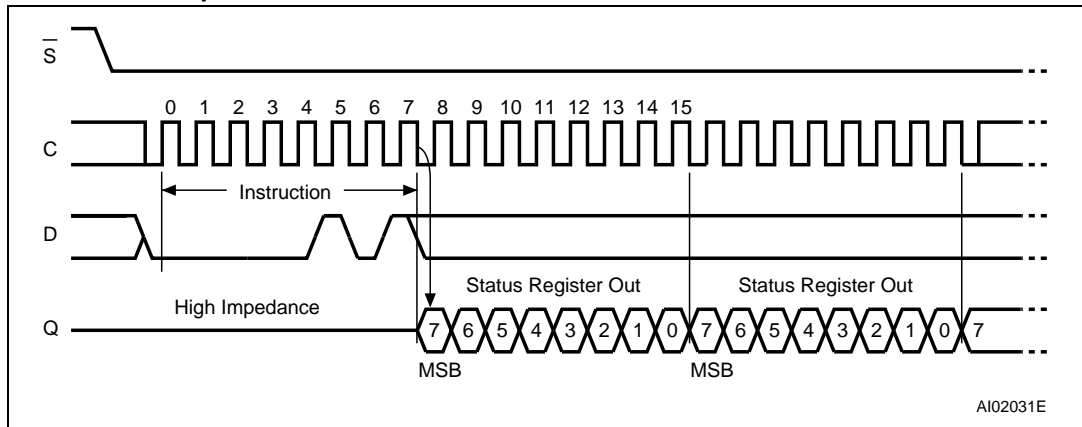 S
0 1 2 3 4 5 6 7 8 9 10 11 12 13 14 15
C
Instruction
D
Status Register Out Status Register Out
High Impedance
Q 7 6 5 4 3 2 1 0 7 6 5 4 3 2 1 0 7
MSB MSB
AI02031E